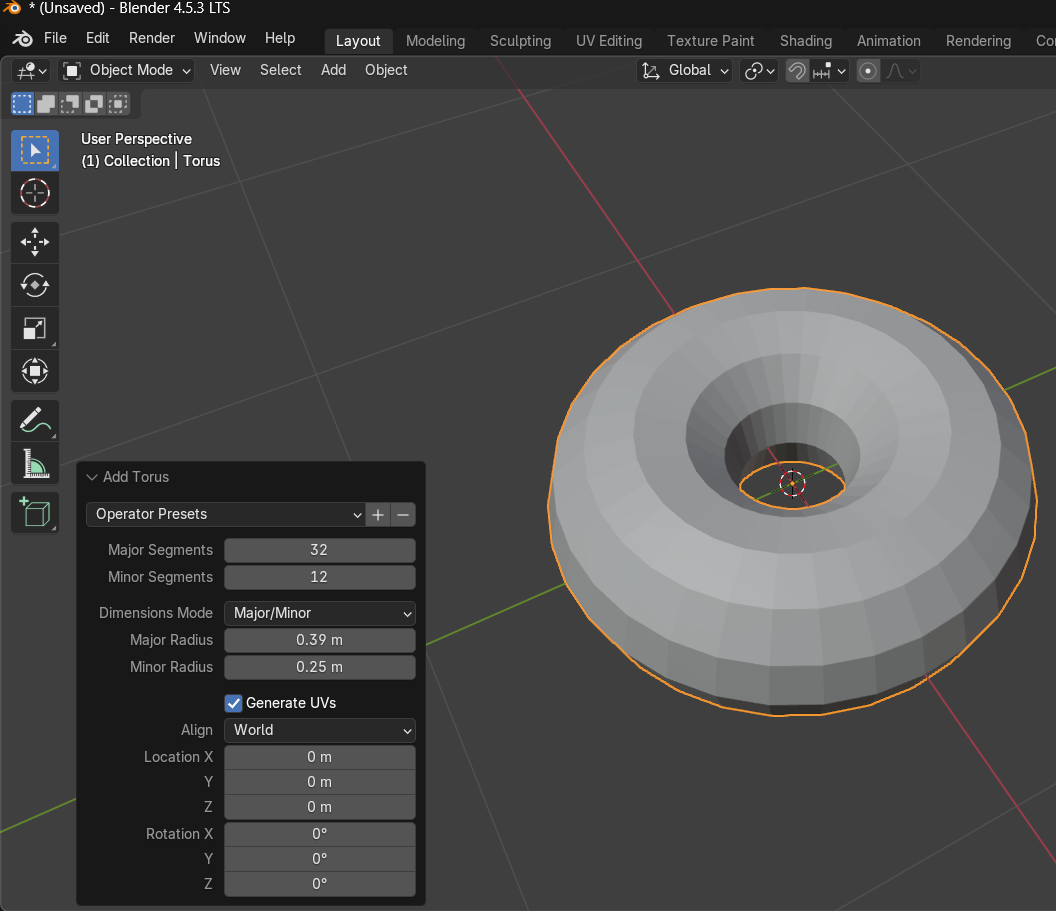 * (Unsaved) - Blender 4.5.3 LTS
File Edit Render Window Help Layout Modeling Sculpting UV Editing Texture Paint Shading Animation Rendering
Object Mode View Select Add Object Global
User Perspective
(1) Collection | Torus
Add Torus
Operator Presets
Major Segments 32
Minor Segments 12
Dimensions Mode Major/Minor
Major Radius 0.39 m
Minor Radius 0.25 m
Generate UVs
Align World
Location X 0 m
Y 0 m
Z 0 m
Rotation X 0°
Y 0°
Z 0°